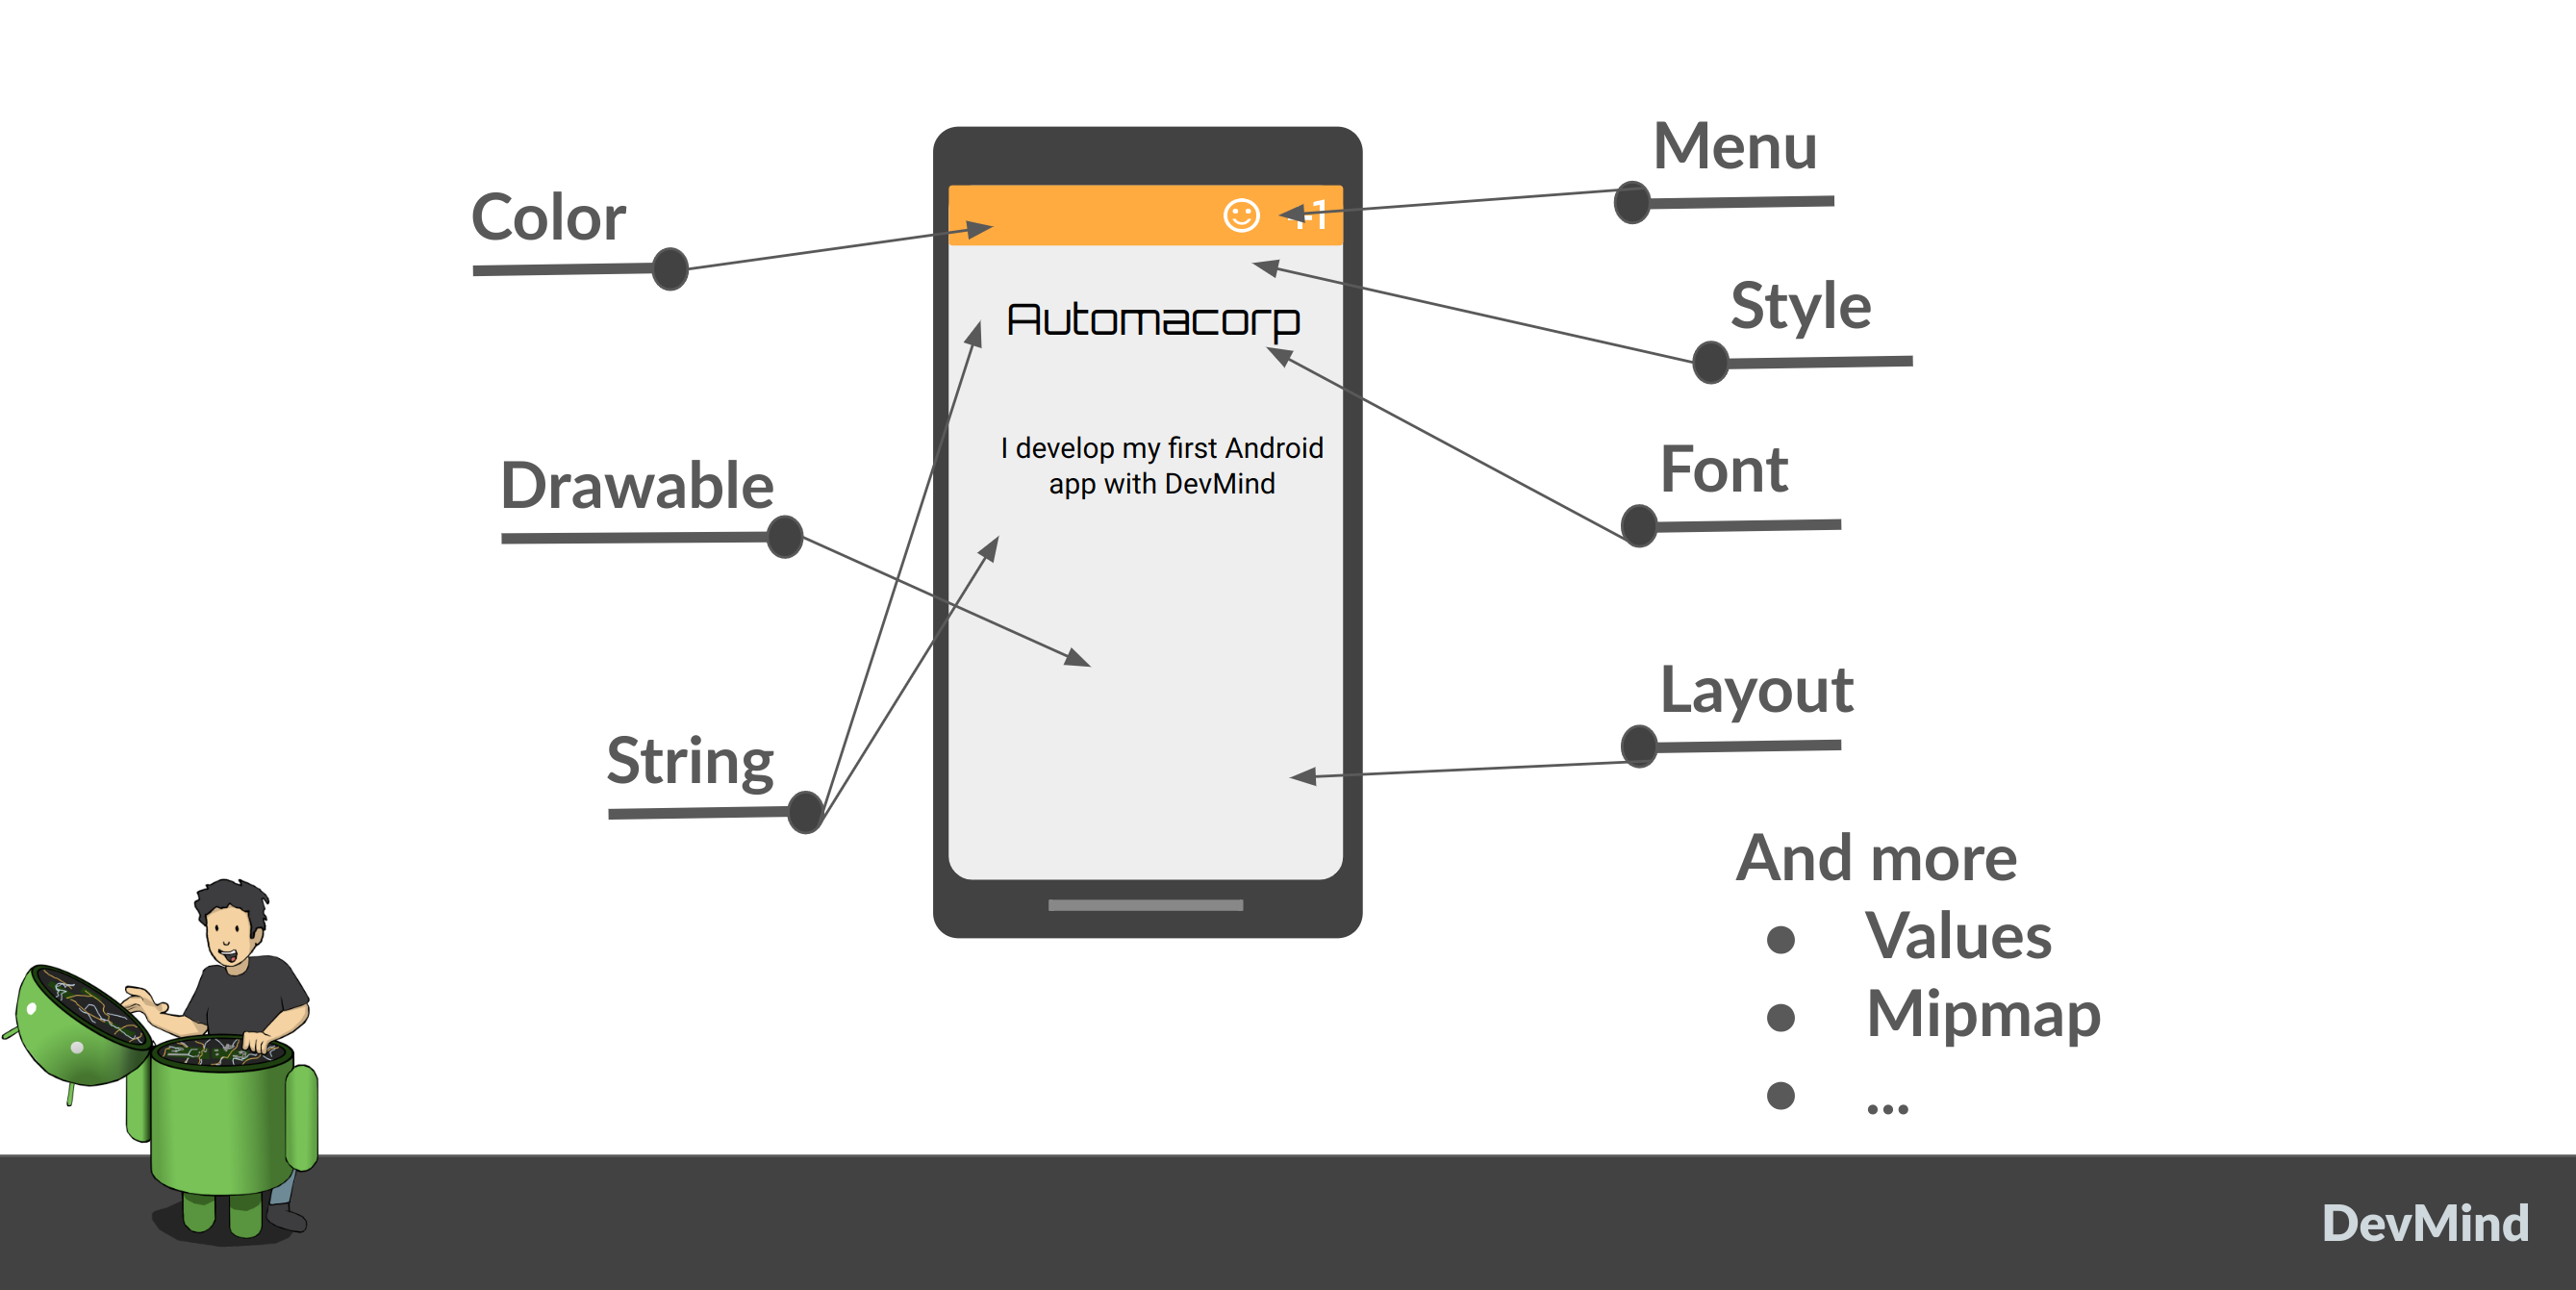 Menu
Color
+1
Style
Automacorp
Font
I develop my first Android
app with DevMind
Drawable
Layout
String
And more
● Values
● Mipmap
● ...
DevMind